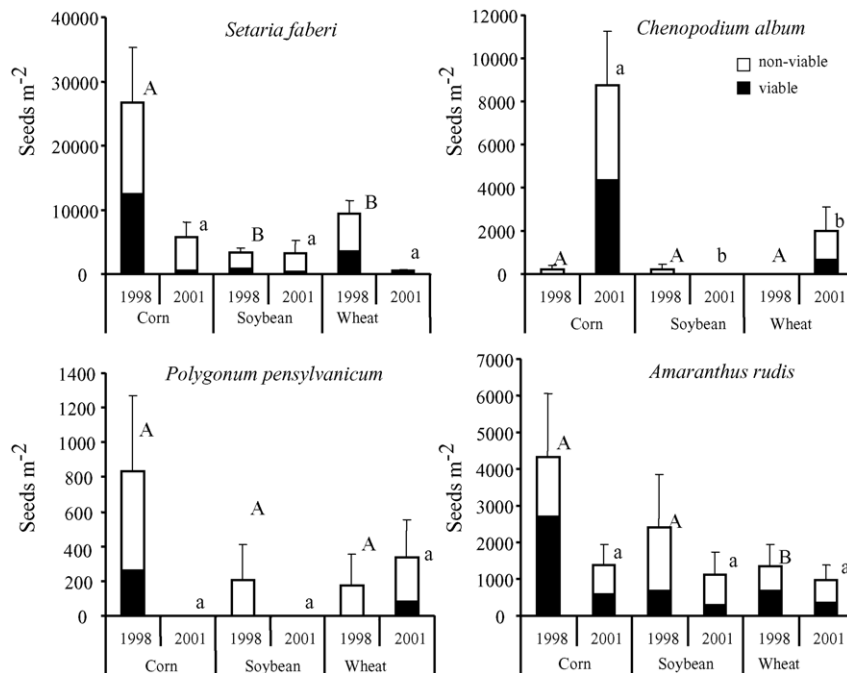 Setaria faberi
Seeds m-2
40000
30000
20000
10000
0
A
a
B
a
B
a
1998 2001 1998 2001 1998 2001
Corn Soybean Wheat
Chenopodium album
non-viable
viable
Seeds m-2
12000
10000
8000
6000
4000
2000
0
A
a
A
b
A
b
1998 2001 1998 2001 1998 2001
Corn Soybean Wheat
Polygonum pensylvanicum
Seeds m-2
1400
1200
1000
800
600
400
200
0
A
a
A
a
A
a
1998 2001 1998 2001 1998 2001
Corn Soybean Wheat
Amaranthus rudis
Seeds m-2
7000
6000
5000
4000
3000
2000
1000
0
A
a
A
a
B
a
1998 2001 1998 2001 1998 2001
Corn Soybean Wheat